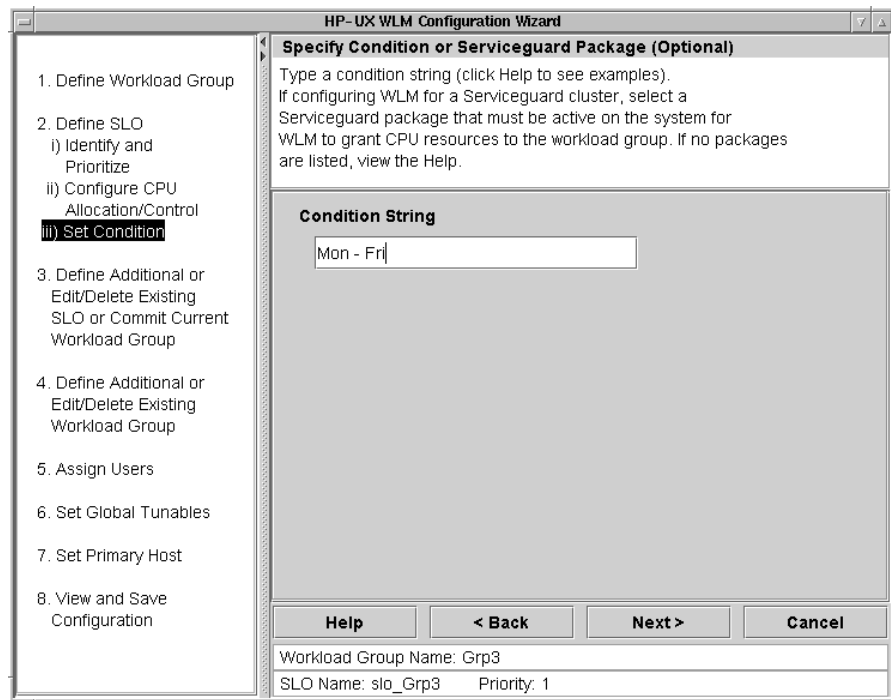 HP-UX WLM Configuration Wizard
1. Define Workload Group
2. Define SLO
i) Identify and
Prioritize
ii) Configure CPU
Allocation/Control
iii) Set Condition
3. Define Additional or
Edit/Delete Existing
SLO or Commit Current
Workload Group
4. Define Additional or
Edit/Delete Existing
Workload Group
5. Assign Users
6. Set Global Tunables
7. Set Primary Host
8. View and Save
Configuration
Specify Condition or Serviceguard Package (Optional)
Type a condition string (click Help to see examples).
If configuring WLM for a Serviceguard cluster, select a
Serviceguard package that must be active on the system for
WLM to grant CPU resources to the workload group. If no packages
are listed, view the Help.
Condition String
Mon - Fri
Help
< Back
Next >
Cancel
Workload Group Name: Grp3
SLO Name: slo_Grp3 Priority: 1